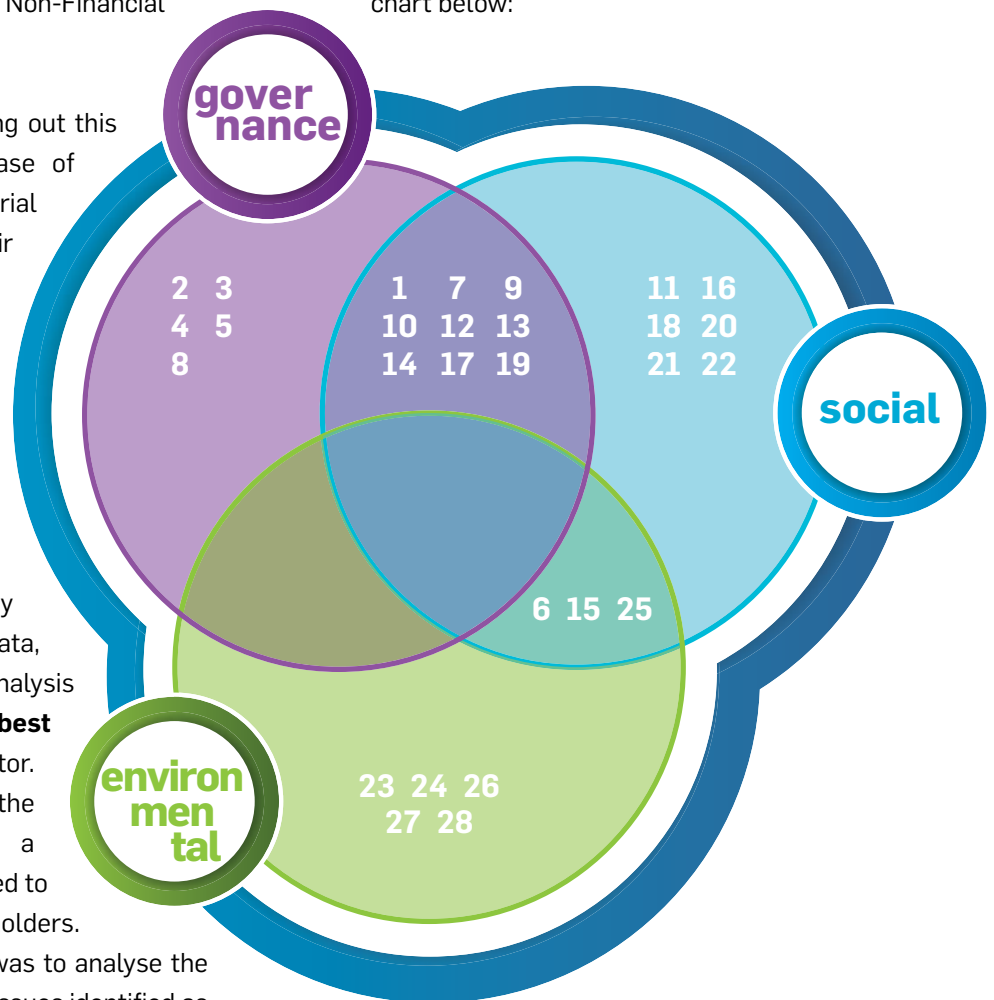 Non-Financial
chart below:
ng out this
ase of
rial
ir
y
ata,
nalysis
best
tor.
the
a
ed to
olders.
was to analyse the
gover
nance
2 3
4 5
8
1 7 9
10 12 13
14 17 19
11 16
18 20
21 22
social
6 15 25
environ
men
tal
23 24 26
27 28